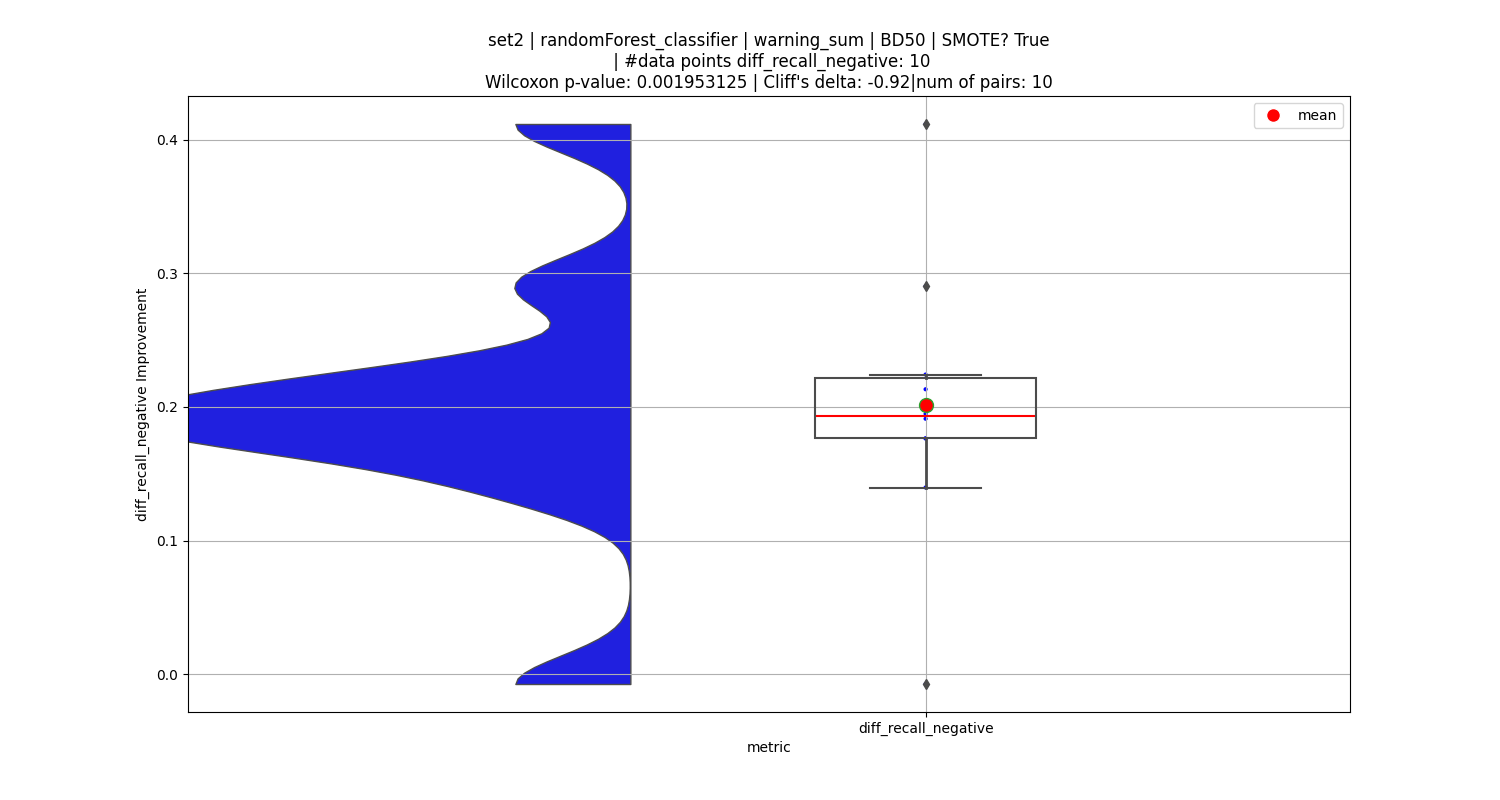 set2 | randomForest_classifier | warning_sum | BD50 | SMOTE? True
| #data points diff_recall_negative: 10
Wilcoxon p-value: 0.001953125 | Cliff's delta: -0.92|num of pairs: 10
mean
0.4
0.3
0.2
0.1
0.0
diff_recall_negative Improvement
diff_recall_negative
metric